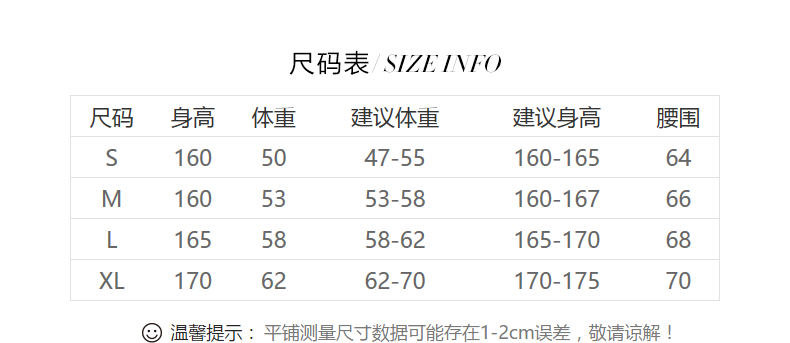 尺码表/SIZE INFO
尺码 身高 体重 建议体重 建议身高 腰围
S 160 50 47-55 160-165 64
M 160 53 53-58 160-167 66
L 165 58 58-62 165-170 68
XL 170 62 62-70 170-175 70
温馨提示：平铺测量尺寸数据可能存在1-2cm误差，敬请谅解！